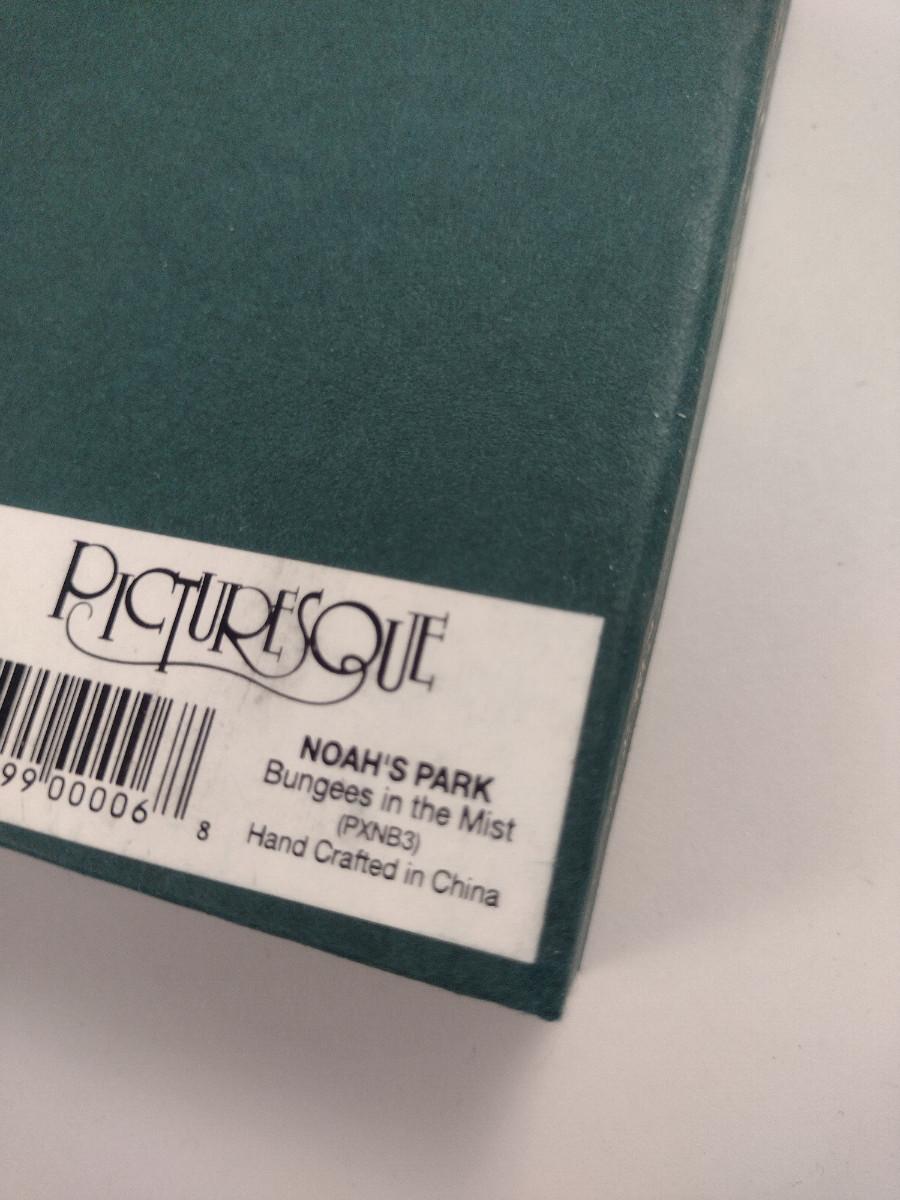 PICTURESQUE
NOAH'S PARK
Bungees in the Mist
(PXNB3)
Hand Crafted in China
99 00006 8